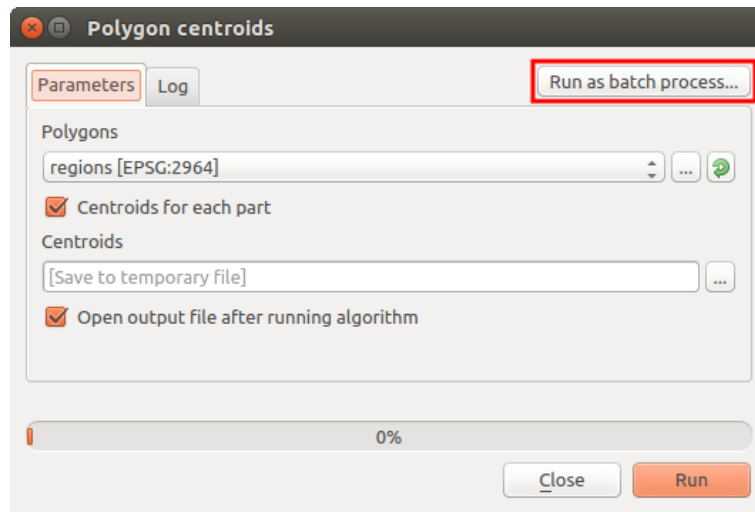 Polygon centroids
Parameters
Log
Run as batch process...
Polygons
regions [EPSG:2964]
...
Centroids for each part
Centroids
[Save to temporary file]
...
Open output file after running algorithm
0%
Close
Run